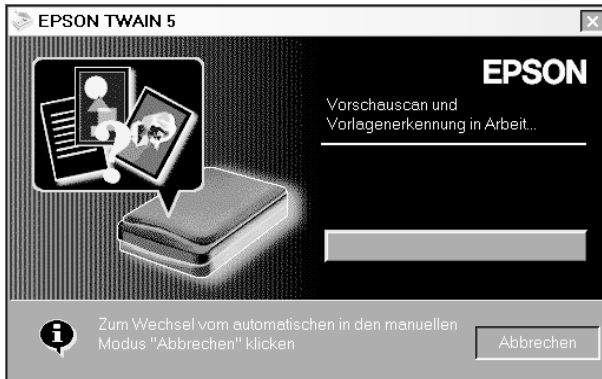 EPSON TWAIN 5
EPSON
Vorschauscan und
Vorlagenerkennung in Arbeit...
Zum Wechsel vom automatischen in den manuellen
Modus "Abbrechen" klicken
Abbrechen